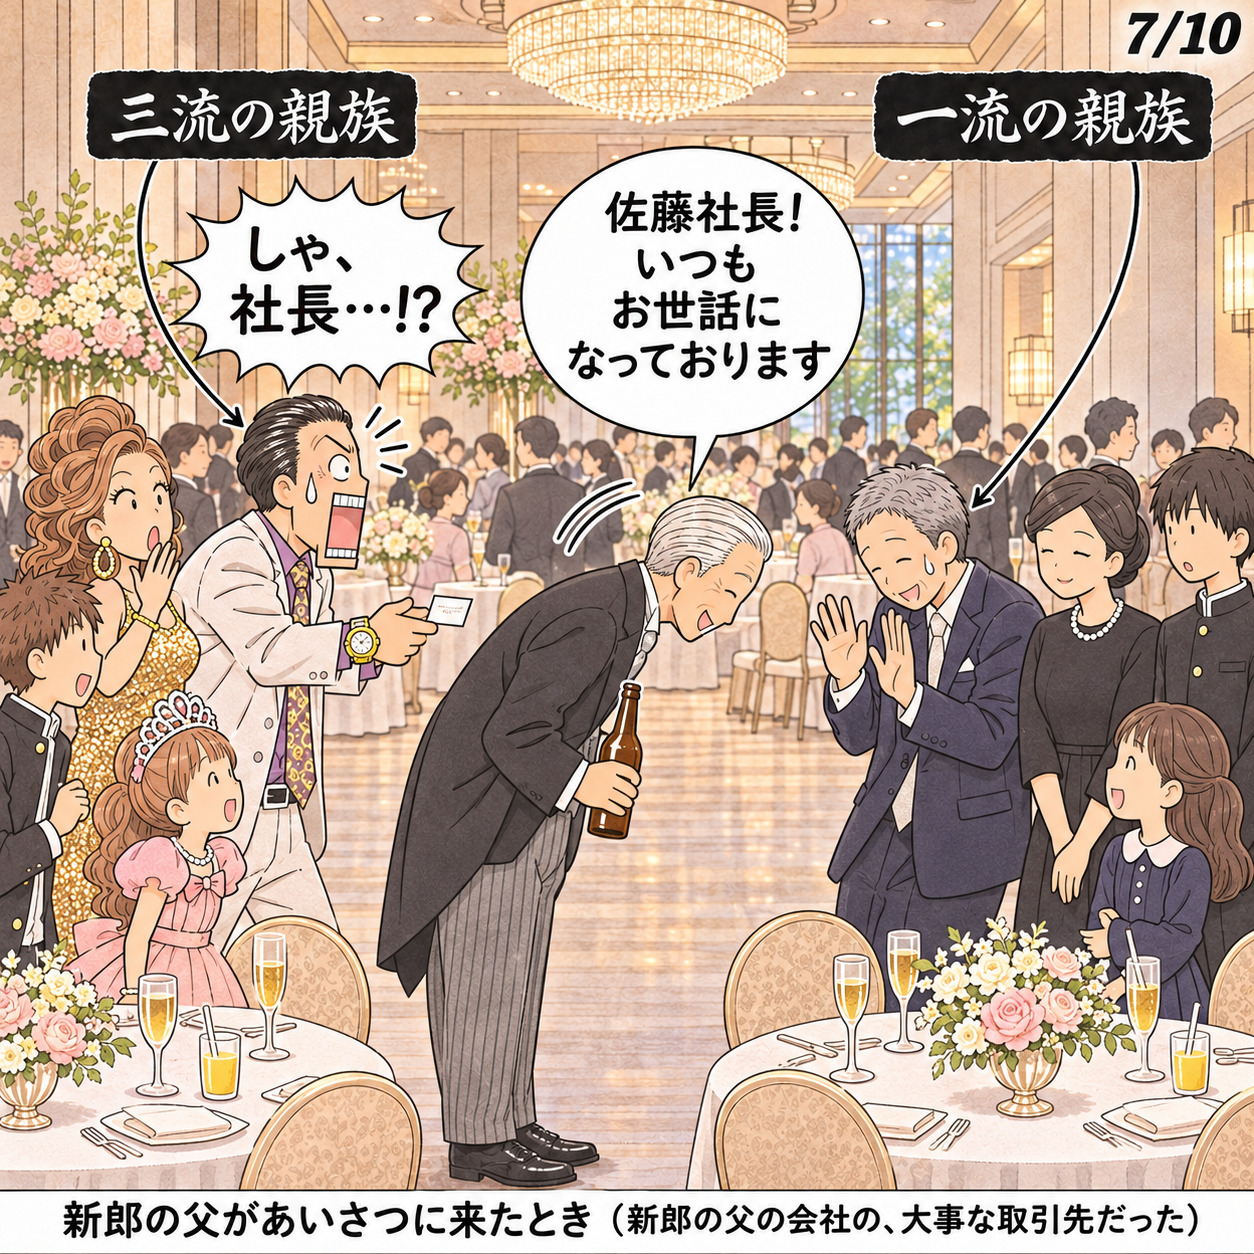 7/10
三流の親族
一流の親族
しゃ、
社長…!?
佐藤社長!
いつも
お世話に
なっております
新郎の父があいさつに来たとき(新郎の父の会社の、大事な取引先だった)